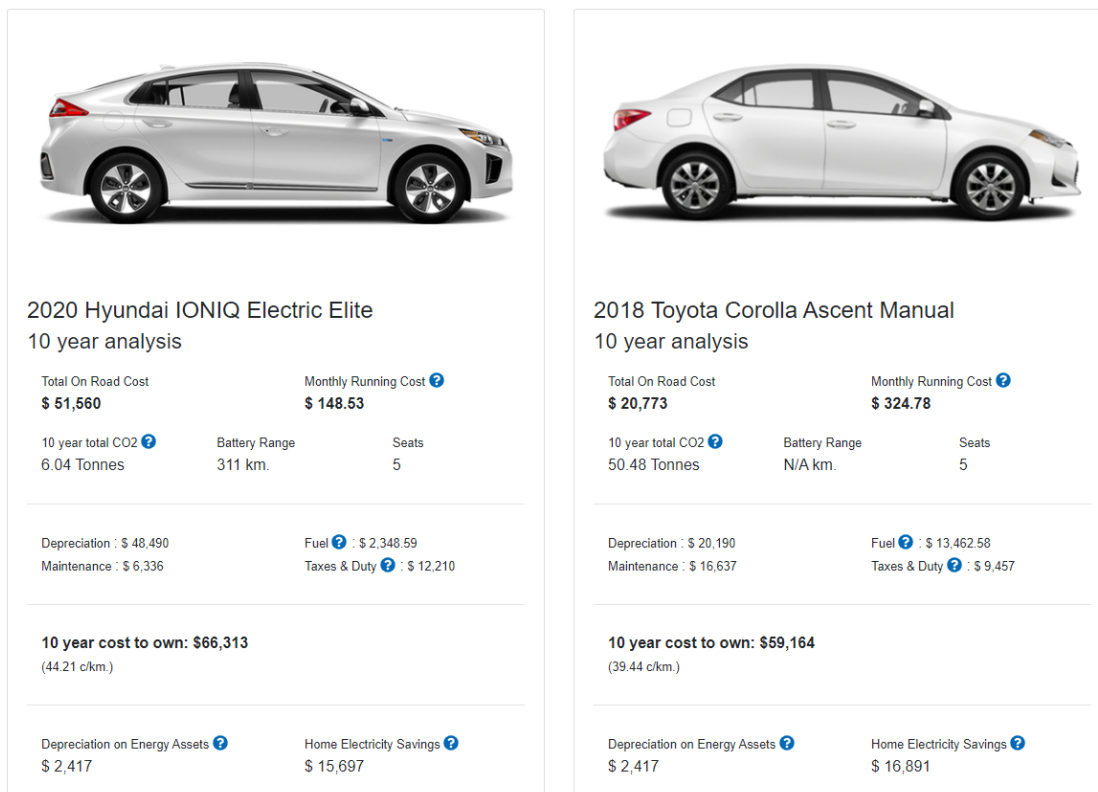 2020 Hyundai IONIQ Electric Elite
10 year analysis
Total On Road Cost
Monthly Running Cost ?
$ 51,560
$ 148.53
10 year total CO2 ?
Battery Range
Seats
6.04 Tonnes
311 km.
5
Depreciation : $ 48,490
Fuel ? : $ 2,348.59
Maintenance : $ 6,336
Taxes & Duty ? : $ 12,210
10 year cost to own: $66,313
(44.21 c/km.)
Depreciation on Energy Assets ?
Home Electricity Savings ?
$ 2,417
$ 15,697
2018 Toyota Corolla Ascent Manual
10 year analysis
Total On Road Cost
Monthly Running Cost ?
$ 20,773
$ 324.78
10 year total CO2 ?
Battery Range
Seats
50.48 Tonnes
N/A km.
5
Depreciation : $ 20,190
Fuel ? : $ 13,462.58
Maintenance : $ 16,637
Taxes & Duty ? : $ 9,457
10 year cost to own: $59,164
(39.44 c/km.)
Depreciation on Energy Assets ?
Home Electricity Savings ?
$ 2,417
$ 16,891